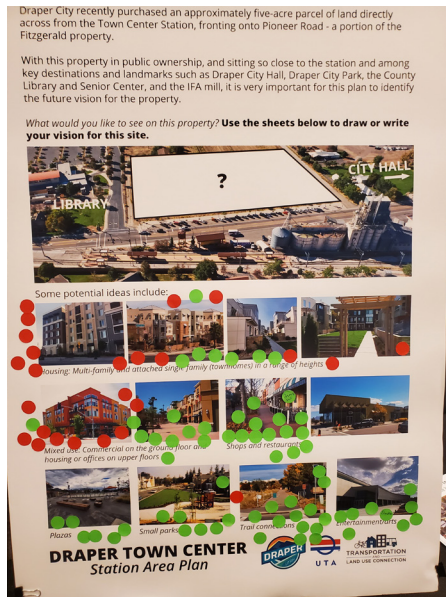 Draper City recently purchased an approximately five-acre parcel of land directly
across from the Town Center Station, fronting onto Pioneer Road - a portion of the
Fitzgerald property.
With this property in public ownership, and sitting so close to the station and among
key destinations and landmarks such as Draper City Hall, Draper City Park, the County
Library and Senior Center, and the IFA mill, it is very important for this plan to identify
the future vision for the property.
What would you like to see on this property? Use the sheets below to draw or write
your vision for this site.
?
CITY HALL
LIBRARY
Some potential ideas include:
Housing: Multi-family and attached single family (townhomes) in a range of heights
Mixed use: Commercial on the ground floor and
housing or offices on upper floors
Shops and restaurants
Plazas
Small parks
Trail connections
Entertainment/arts
DRAPER TOWN CENTER
Station Area Plan
DRAPER
UTA
TRANSPORTATION
LAND USE CONNECTION